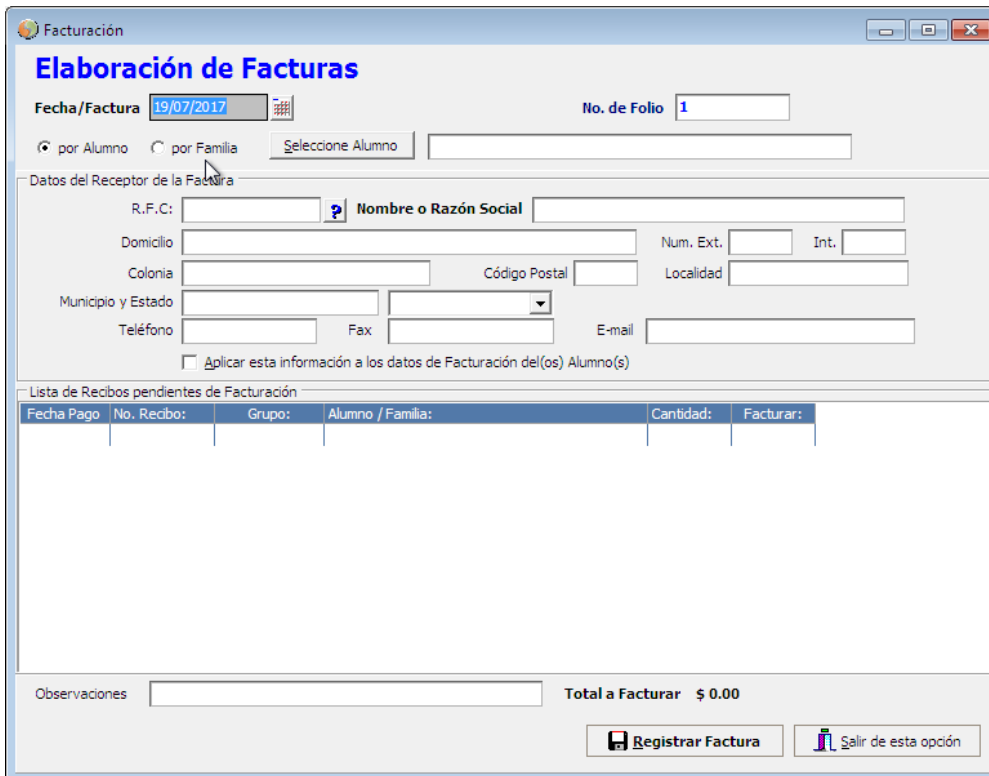 Facturación
Elaboración de Facturas
Fecha/Factura 19/07/2017 No. de Folio 1
por Alumno por Familia Seleccione Alumno
Datos del Receptor de la Factura
R.F.C: ? Nombre o Razón Social
Domicilio Num. Ext. Int.
Colonia Código Postal Localidad
Municipio y Estado
Teléfono Fax E-mail
Aplicar esta información a los datos de Facturación del(os) Alumno(s)
Lista de Recibos pendientes de Facturación
Fecha Pago No. Recibo: Grupo: Alumno / Familia: Cantidad: Facturar:
Observaciones Total a Facturar $ 0.00
Registrar Factura Salir de esta opción